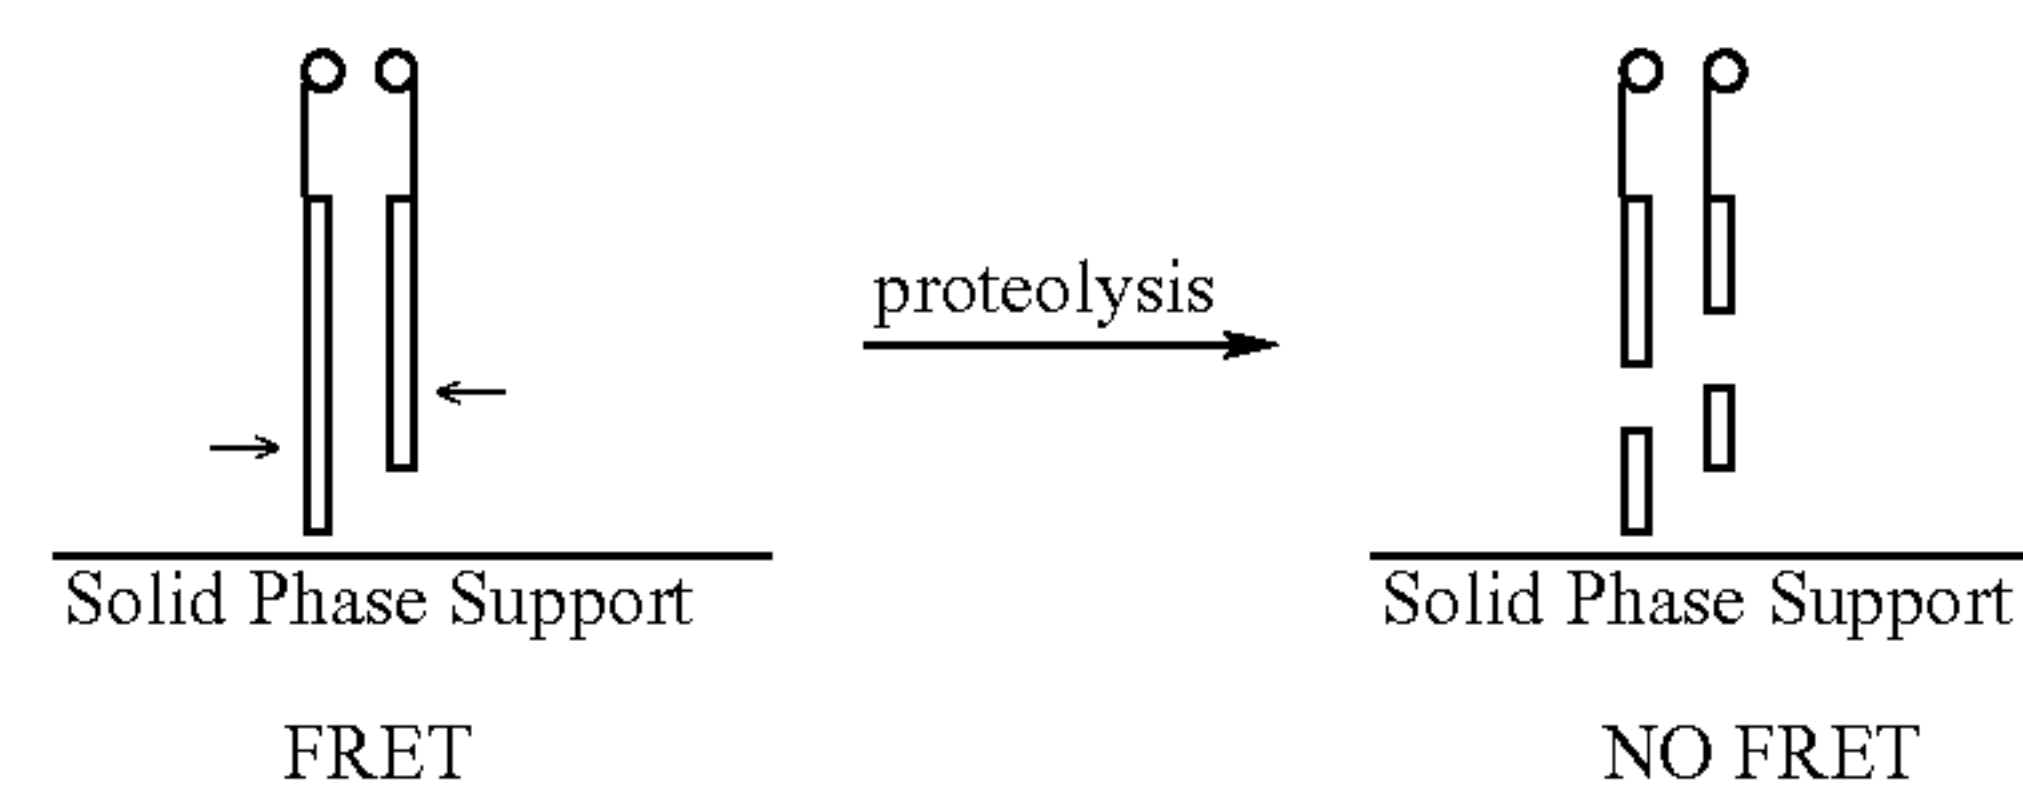 proteolysis
Solid Phase Support
Solid Phase Support
FRET
NO FRET